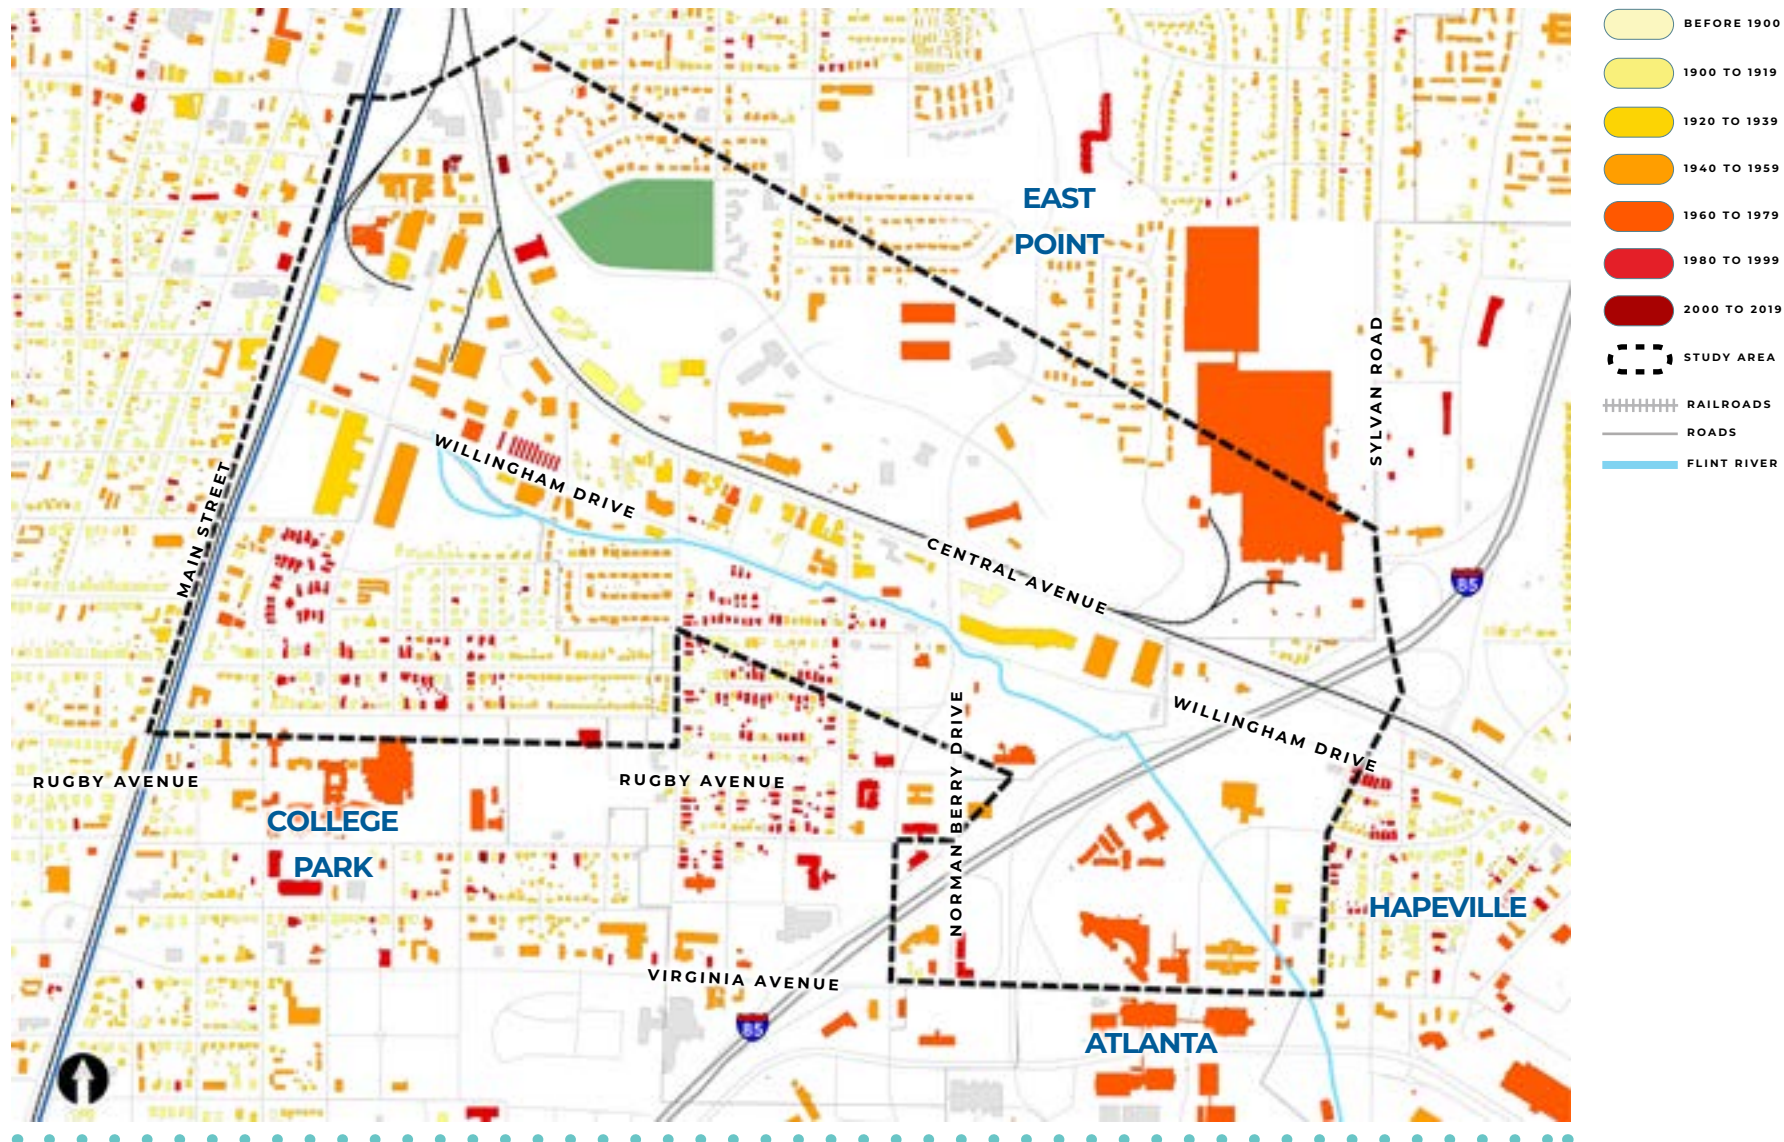 BEFORE 1900
1900 TO 1919
1920 TO 1939
1940 TO 1959
1960 TO 1979
1980 TO 1999
2000 TO 2019
STUDY AREA
RAILROADS
ROADS
FLINT RIVER
EAST
POINT
SYLVAN ROAD
MAIN STREET
WILLINGHAM DRIVE
CENTRAL AVENUE
85
WILLINGHAM DRIVE
NORMAN BERRY DRIVE
RUGBY AVENUE
RUGBY AVENUE
COLLEGE
PARK
HAPEVILLE
VIRGINIA AVENUE
85
ATLANTA